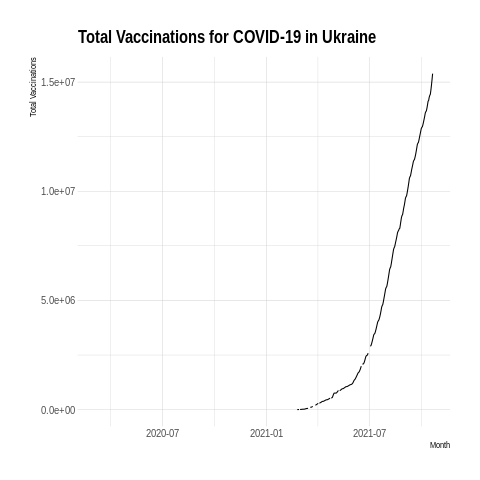 Total Vaccinations for COVID-19 in Ukraine
Total Vaccinations
1.5e+07
1.0e+07
5.0e+06
0.0e+00
2020-07 2021-01 2021-07
Month